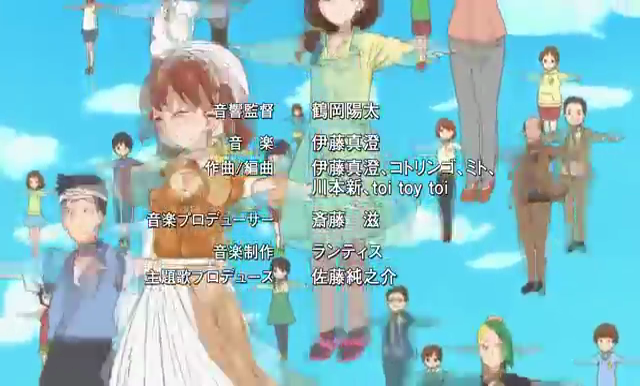 音響監督 鶴岡陽太
音 楽 伊藤真澄
作曲/編曲 伊藤真澄、コトリンゴ、ミト、
川本新、toi toy toi
音楽プロデューサー 斎藤 滋
音楽制作 ランティス
主題歌プロデュース 佐藤純之介